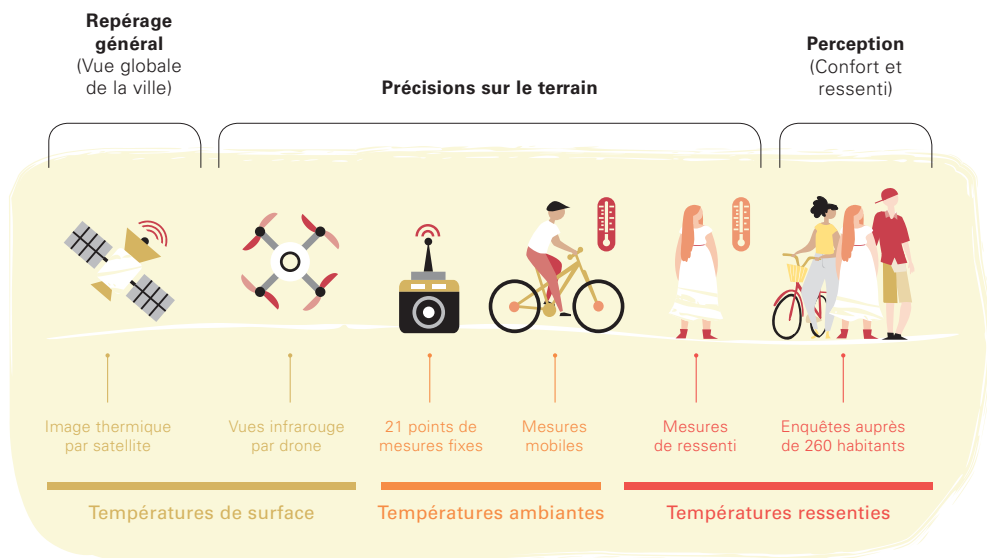 Repérage
général
(Vue globale
de la ville)
Précisions sur le terrain
Perception
(Confort et
ressenti)
Image thermique
par satellite
Vues infrarouge
par drone
21 points de
mesures fixes
Mesures
mobiles
Mesures
de ressenti
Enquêtes auprès
de 260 habitants
Températures de surface
Températures ambiantes
Températures ressenties